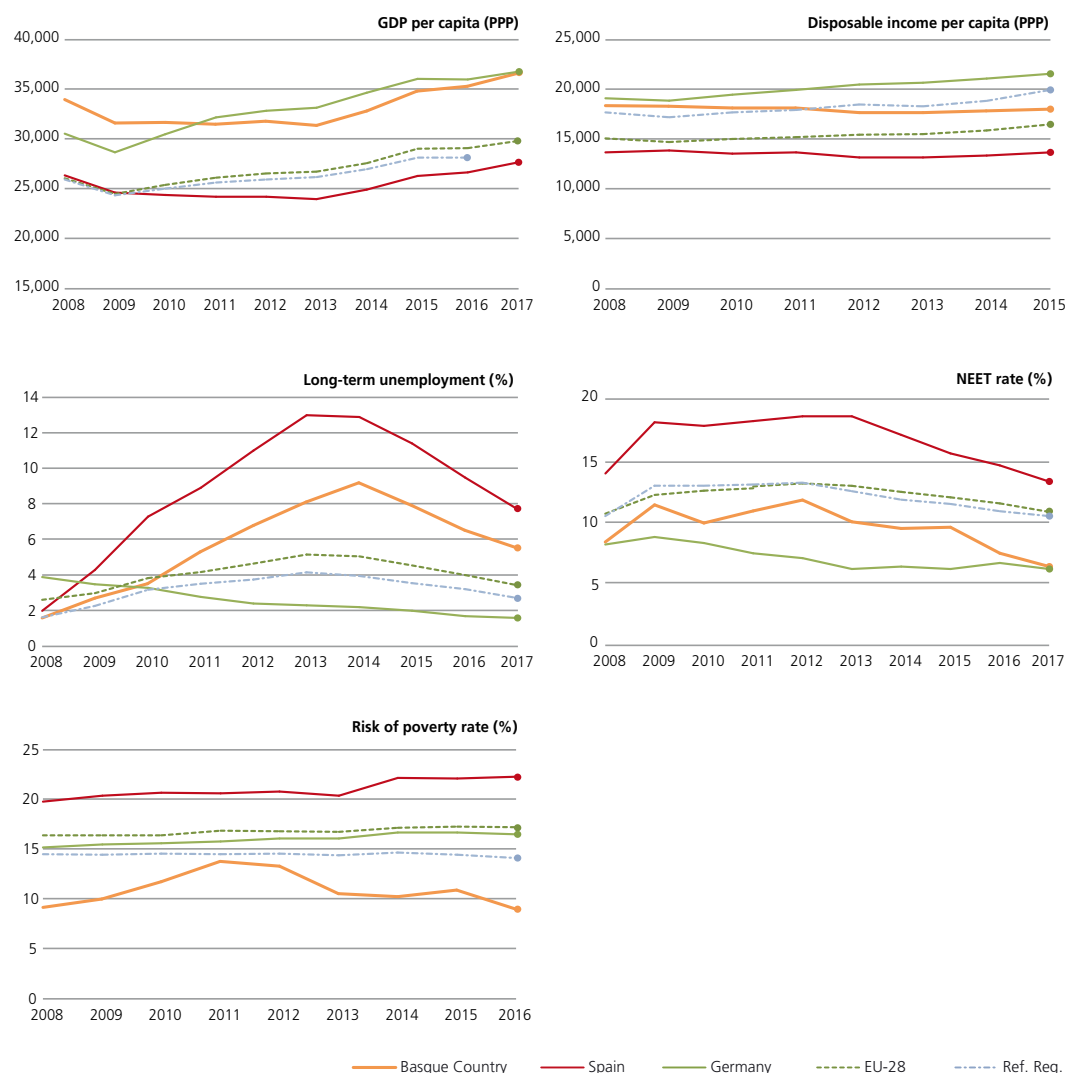 GDP per capita (PPP)
40,000
35,000
30,000
25,000
20,000
15,000
2008 2009 2010 2011 2012 2013 2014 2015 2016 2017
Disposable income per capita (PPP)
25,000
20,000
15,000
10,000
5,000
0
2008 2009 2010 2011 2012 2013 2014 2015
Long-term unemployment (%)
14
12
10
8
6
4
2
0
2008 2009 2010 2011 2012 2013 2014 2015 2016 2017
NEET rate (%)
20
15
10
5
0
2008 2009 2010 2011 2012 2013 2014 2015 2016 2017
Risk of poverty rate (%)
25
20
15
10
5
0
2008 2009 2010 2011 2012 2013 2014 2015 2016
Basque Country Spain Germany EU-28 Ref. Reg.